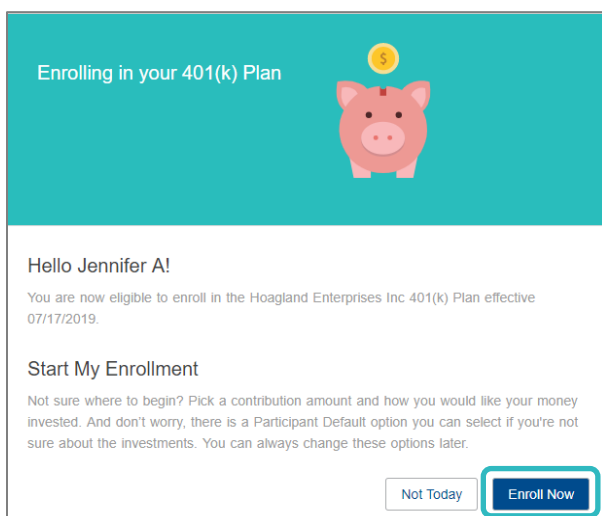 Enrolling in your 401(k) Plan
$
Hello Jennifer A!
You are now eligible to enroll in the Hoagland Enterprises Inc 401(k) Plan effective
07/17/2019.
Start My Enrollment
Not sure where to begin? Pick a contribution amount and how you would like your money
invested. And don't worry, there is a Participant Default option you can select if you're not
sure about the investments. You can always change these options later.
Not Today
Enroll Now